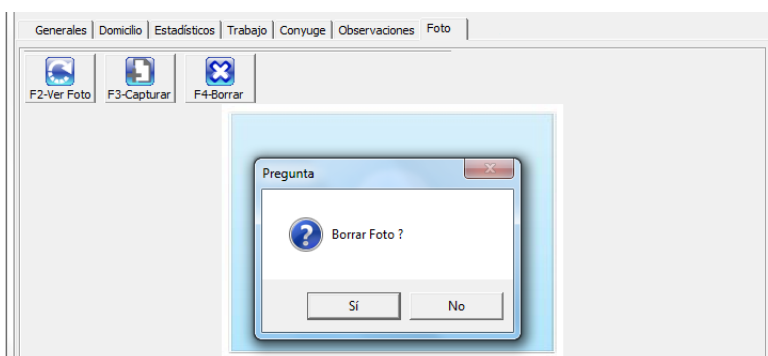 Generales Domicilio Estadísticos Trabajo Conyuge Observaciones Foto
F2-Ver Foto F3-Capturar F4-Borrar
Pregunta
Borrar Foto ?
Sí No